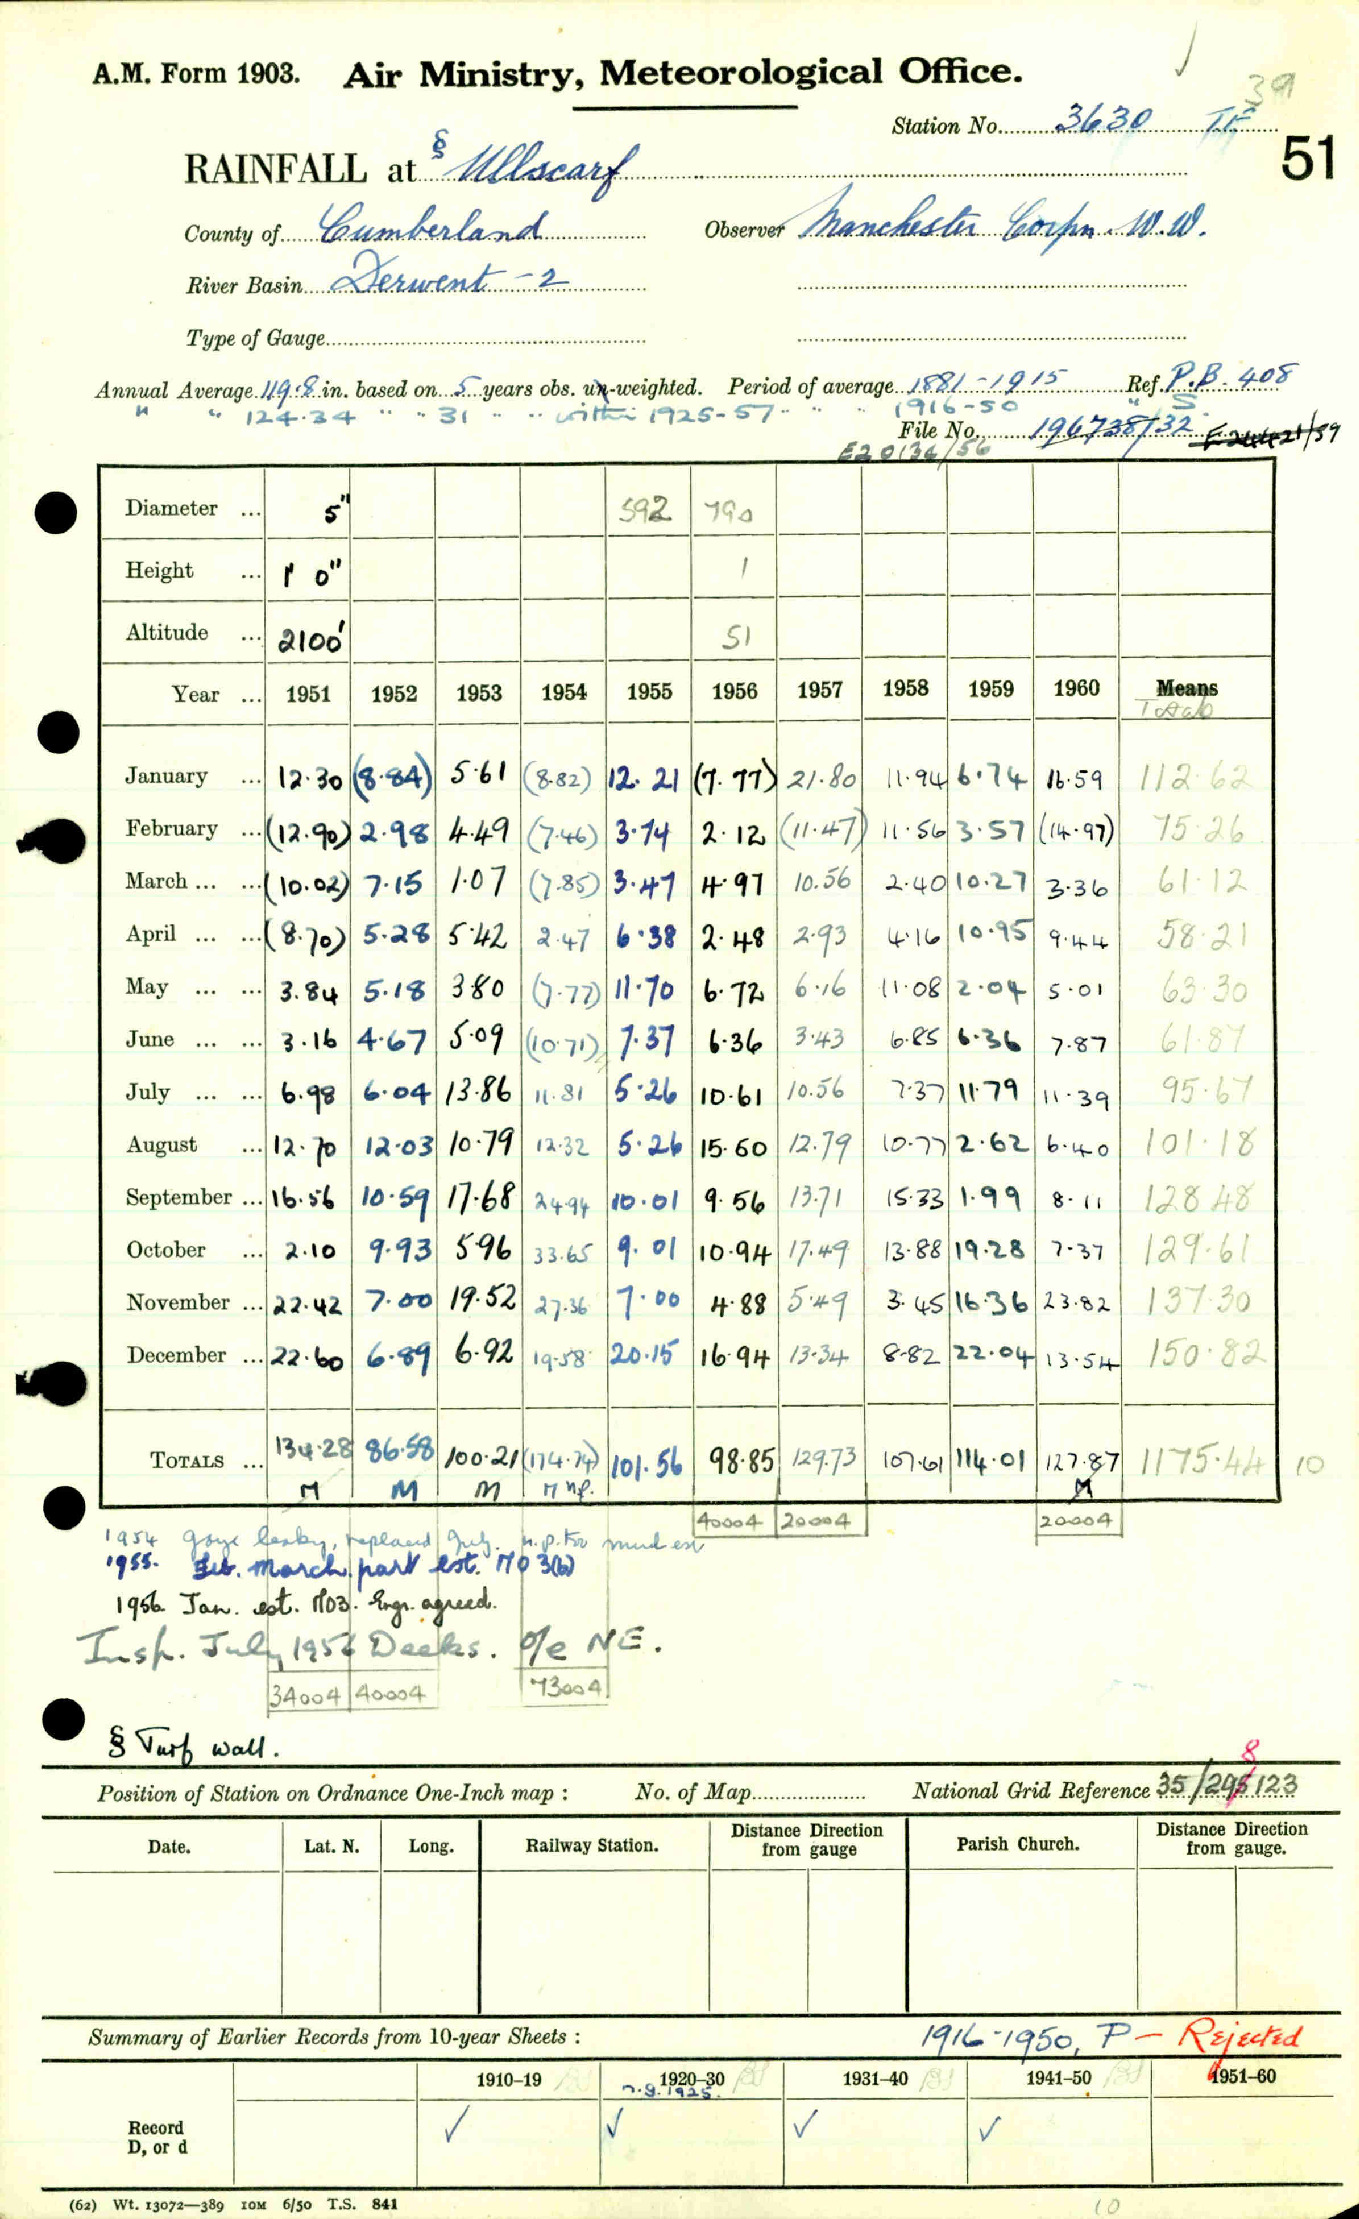 39
A.M. Form 1903. Air Ministry, Meteorological Office.
Station No. 3630
51
RAINFALL at § Ullscarf
County of Cumberland Observer Manchester Corpn. W.W.
River Basin Derwent - 2
Type of Gauge
Annual Average 119.8 in. based on 5 years obs. un-weighted. Period of average 1881-1915 Ref. P.B. 408
" " 124.34 " " 31 " " within 1925-57 " " " 1916-50 " S.
File No. 196738/32
E20134/56
Diameter ... 5" 592 790
Height ... 1' 0" 1
Altitude ... 2100' 51
Year ... 1951 1952 1953 1954 1955 1956 1957 1958 1959 1960 Means
Totals
January ... 12.30 (8.84) 5.61 (8.82) 12.21 (7.77) 21.80 11.94 6.74 16.59 112.62
February ... (12.90) 2.98 4.49 (7.46) 3.74 2.12 (11.47) 11.56 3.57 (14.97) 75.26
March ... ... (10.02) 7.15 1.07 (7.85) 3.47 4.97 10.56 2.40 10.27 3.36 61.12
April ... ... (8.70) 5.28 5.42 2.47 6.38 2.48 2.93 4.16 10.95 9.44 58.21
May ... ... 3.84 5.18 3.80 (7.77) 11.70 6.72 6.16 11.08 2.04 5.01 63.30
June ... ... 3.16 4.67 5.09 (10.71) 7.37 6.36 3.43 6.85 6.36 7.87 61.87
July ... ... 6.98 6.04 13.86 11.81 5.26 10.61 10.56 7.37 11.79 11.39 95.67
August ... 12.70 12.03 10.79 12.32 5.26 15.60 12.79 10.77 2.62 6.40 101.18
September ... 16.56 10.59 17.68 24.94 10.01 9.56 13.71 15.33 1.99 8.11 128.48
October ... 2.10 9.93 5.96 33.65 9.01 10.94 17.49 13.88 19.28 7.37 129.61
November ... 22.42 7.00 19.52 27.36 7.00 4.88 5.49 3.45 16.36 23.82 137.30
December ... 22.60 6.89 6.92 19.58 20.15 16.94 13.34 8.82 22.04 13.54 150.82
TOTALS ... 134.28 86.58 100.21 (174.74) 101.56 98.85 129.73 107.61 114.01 127.87 1175.44 10
M M M M n.p. M
40004 20004 20004
1954 gauge leaky, replaced July. n.p. for much est
1955. Feb. March part est. MO 3(b)
1956 Jan. est. MO3. Engr. agreed.
Insp. July 1956 Deeks. o/e NE.
34004 40004 73004
§ Turf wall.
8
Position of Station on Ordnance One-Inch map : No. of Map National Grid Reference 35/295123
Date. Lat. N. Long. Railway Station. Distance Direction from gauge Parish Church. Distance Direction from gauge.
Summary of Earlier Records from 10-year Sheets : 1916-1950, P - Rejected
1910–19 1920–30 1931–40 1941–50 1951–60
n.g. 1925.
Record
D, or d
(62) Wt. 13072—389 10M 6/50 T.S. 841
10